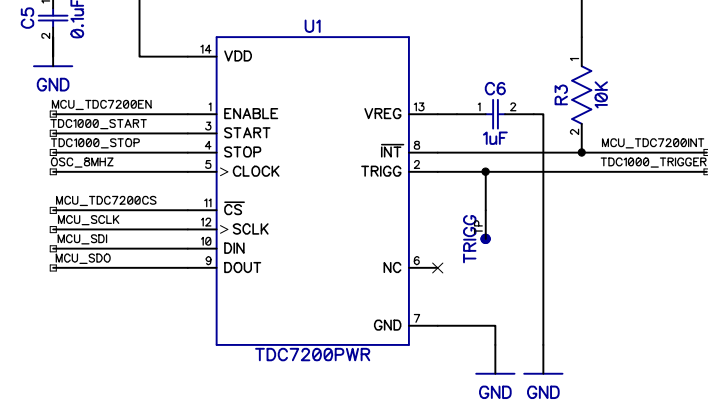 C5
1
2
0.1uF
GND
U1
14 VDD
MCU_TDC7200EN
1 ENABLE
TDC1000_START
3 START
TDC1000_STOP
4 STOP
OSC_8MHZ
5 >CLOCK
MCU_TDC7200CS
11 CS
MCU_SCLK
12 >SCLK
MCU_SDI
10 DIN
MCU_SDO
9 DOUT
VREG 13
C6
1 2
1uF
R3
1
2
10K
INT 8
MCU_TDC7200INT
TRIGG 2
TDC1000_TRIGGER
TRIGG
TP
NC 6
GND 7
TDC7200PWR
GND
GND